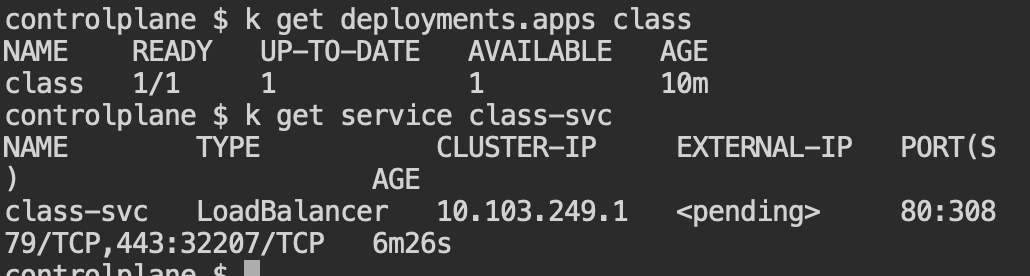 controlplane $ k get deployments.apps class
NAME    READY   UP-TO-DATE   AVAILABLE   AGE
class   1/1     1            1           10m
controlplane $ k get service class-svc
NAME        TYPE           CLUSTER-IP     EXTERNAL-IP   PORT(S
)                      AGE
class-svc   LoadBalancer   10.103.249.1   <pending>     80:308
79/TCP,443:32207/TCP   6m26s
controlplane $